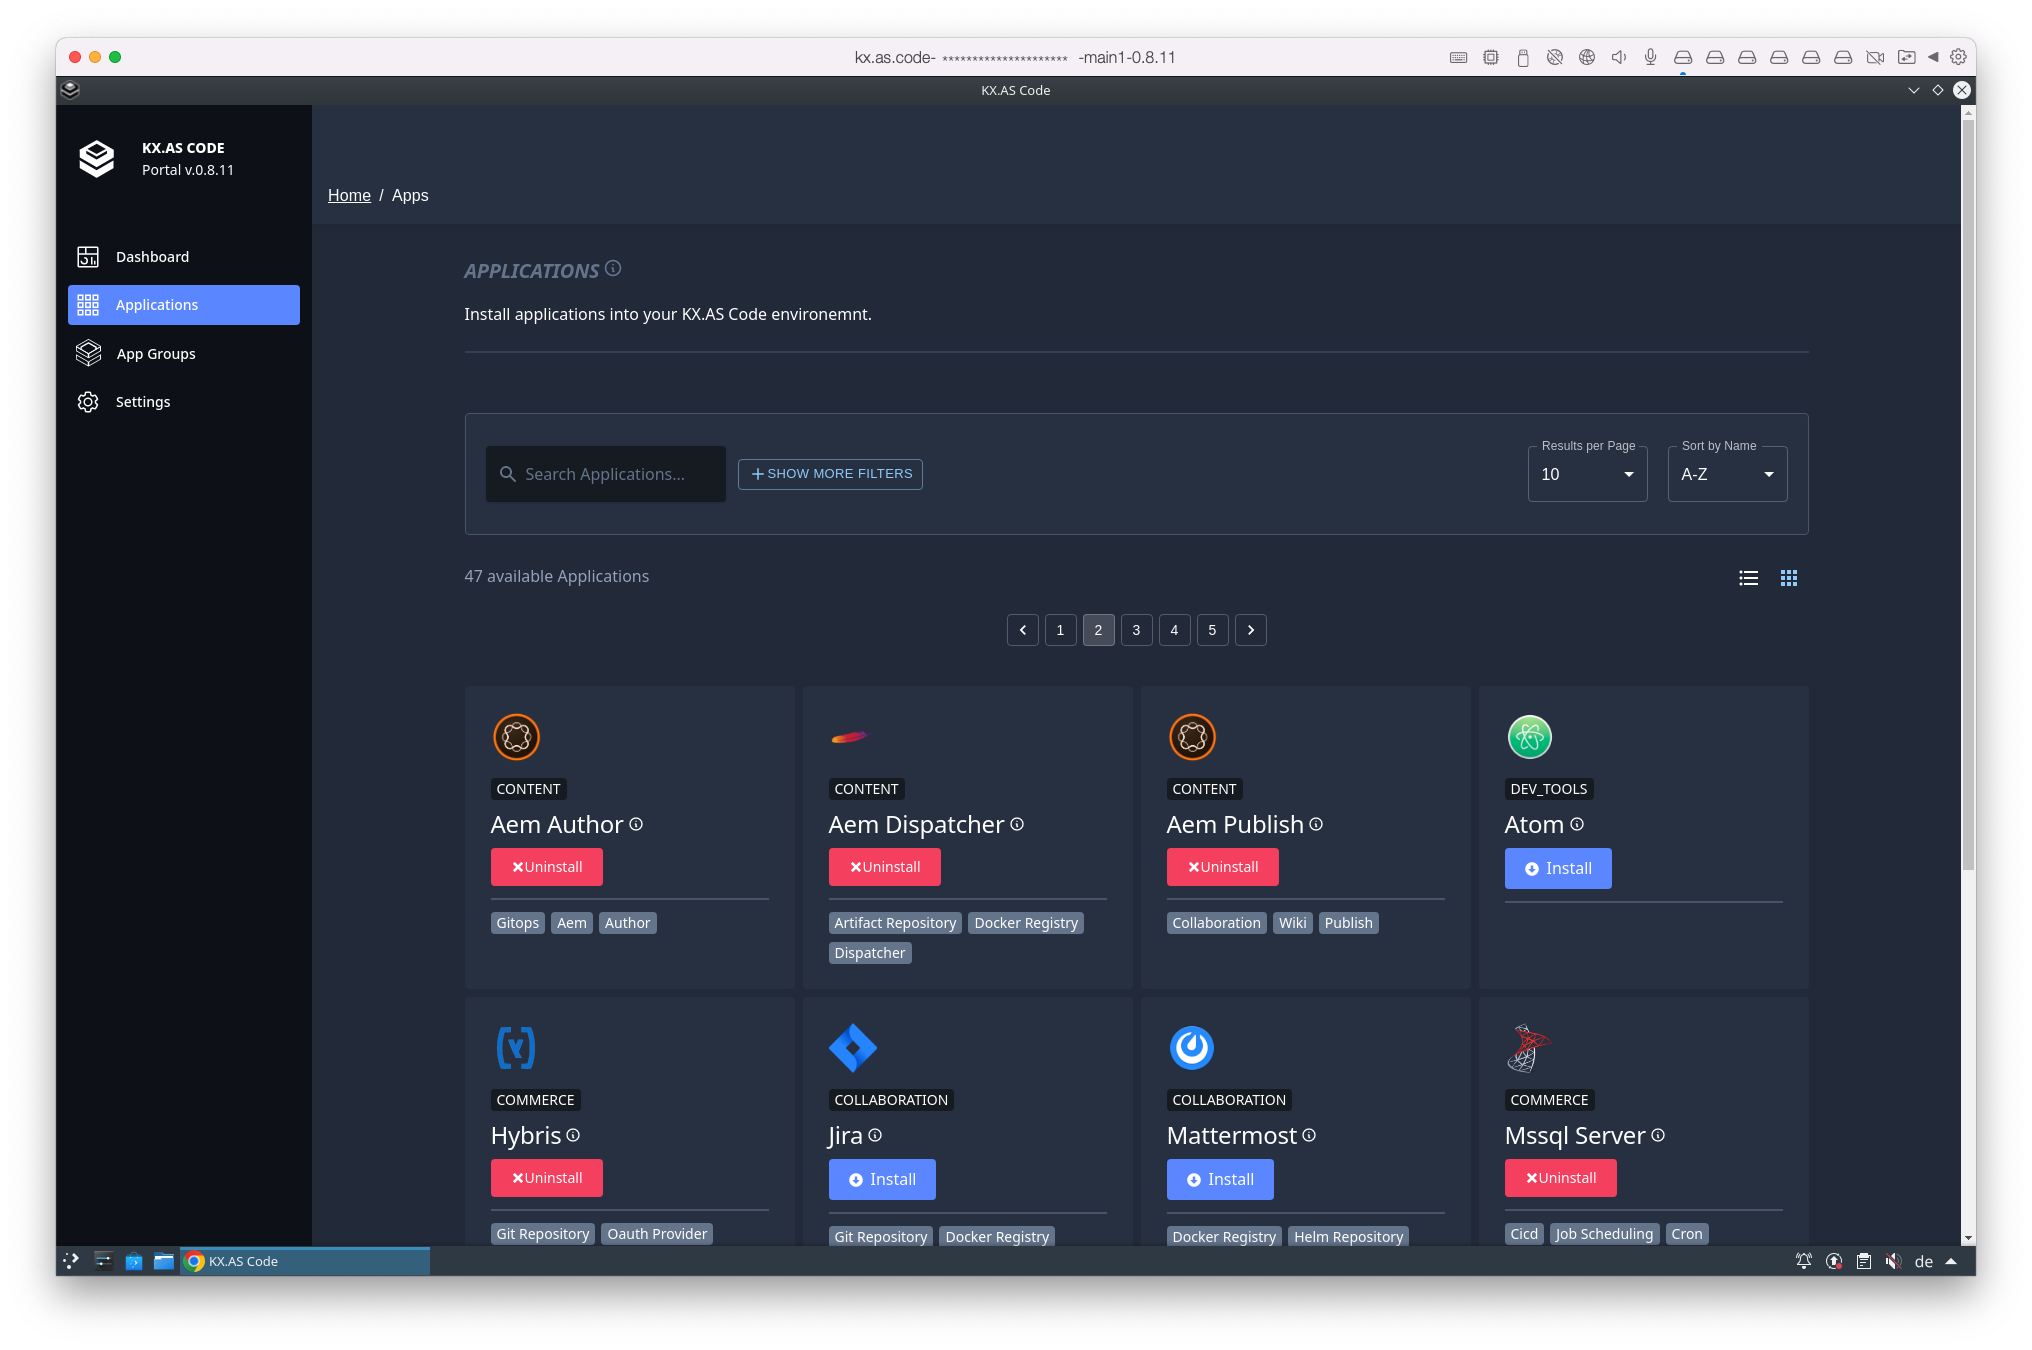 kx.as.code- ********************* -main1-0.8.11
KX.AS Code
KX.AS CODE
Portal v.0.8.11
Home / Apps
Dashboard
Applications
App Groups
Settings
APPLICATIONS
Install applications into your KX.AS Code environemnt.
Search Applications...
SHOW MORE FILTERS
Results per Page
10
Sort by Name
A-Z
47 available Applications
1 2 3 4 5
CONTENT
Aem Author
Uninstall
Gitops Aem Author
CONTENT
Aem Dispatcher
Uninstall
Artifact Repository Docker Registry
Dispatcher
CONTENT
Aem Publish
Uninstall
Collaboration Wiki Publish
DEV_TOOLS
Atom
Install
COMMERCE
Hybris
Uninstall
Git Repository Oauth Provider
COLLABORATION
Jira
Install
Git Repository Docker Registry
COLLABORATION
Mattermost
Install
Docker Registry Helm Repository
COMMERCE
Mssql Server
Uninstall
Cicd Job Scheduling Cron
KX.AS Code
de